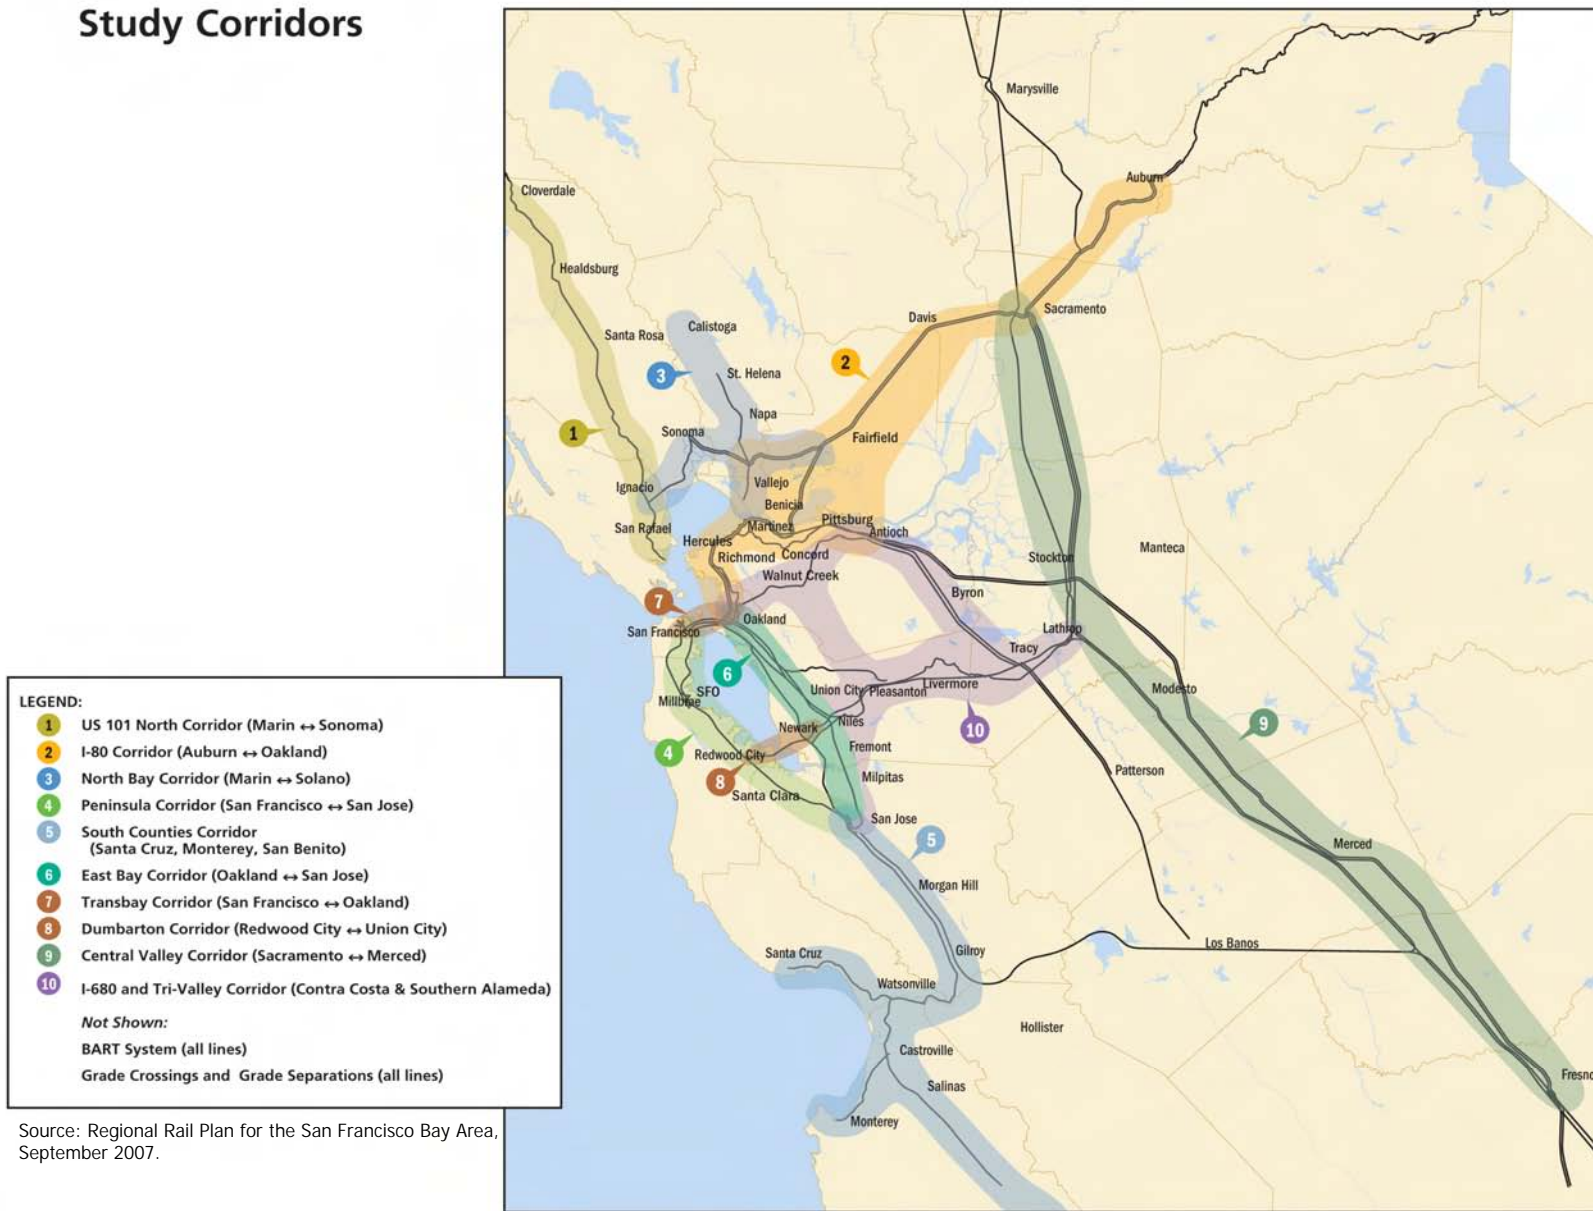 Study Corridors
Marysville
Auburn
Cloverdale
Healdsburg
Sacramento
Davis
Calistoga
Santa Rosa
2
3
St. Helena
Napa
1
Sonoma
Fairfield
Vallejo
Ignacio
Benicia
Pittsburg
Martinez
San Rafael
Antioch
Hercules
Manteca
Richmond
Concord
Stockton
Walnut Creek
Byron
7
Oakland
San Francisco
Lathrop
Tracy
6
Livermore
Union City
Pleasanton
SFO
Modesto
Millbrae
Niles
9
Newark
10
Fremont
4
Redwood City
Patterson
8
Milpitas
Santa Clara
San Jose
5
Merced
Morgan Hill
Los Banos
Gilroy
Santa Cruz
Watsonville
Hollister
Castroville
Fresno
Salinas
Monterey
LEGEND:
1 US 101 North Corridor (Marin ↔ Sonoma)
2 I-80 Corridor (Auburn ↔ Oakland)
3 North Bay Corridor (Marin ↔ Solano)
4 Peninsula Corridor (San Francisco ↔ San Jose)
5 South Counties Corridor
(Santa Cruz, Monterey, San Benito)
6 East Bay Corridor (Oakland ↔ San Jose)
7 Transbay Corridor (San Francisco ↔ Oakland)
8 Dumbarton Corridor (Redwood City ↔ Union City)
9 Central Valley Corridor (Sacramento ↔ Merced)
10 I-680 and Tri-Valley Corridor (Contra Costa & Southern Alameda)
Not Shown:
BART System (all lines)
Grade Crossings and Grade Separations (all lines)
Source: Regional Rail Plan for the San Francisco Bay Area,
September 2007.